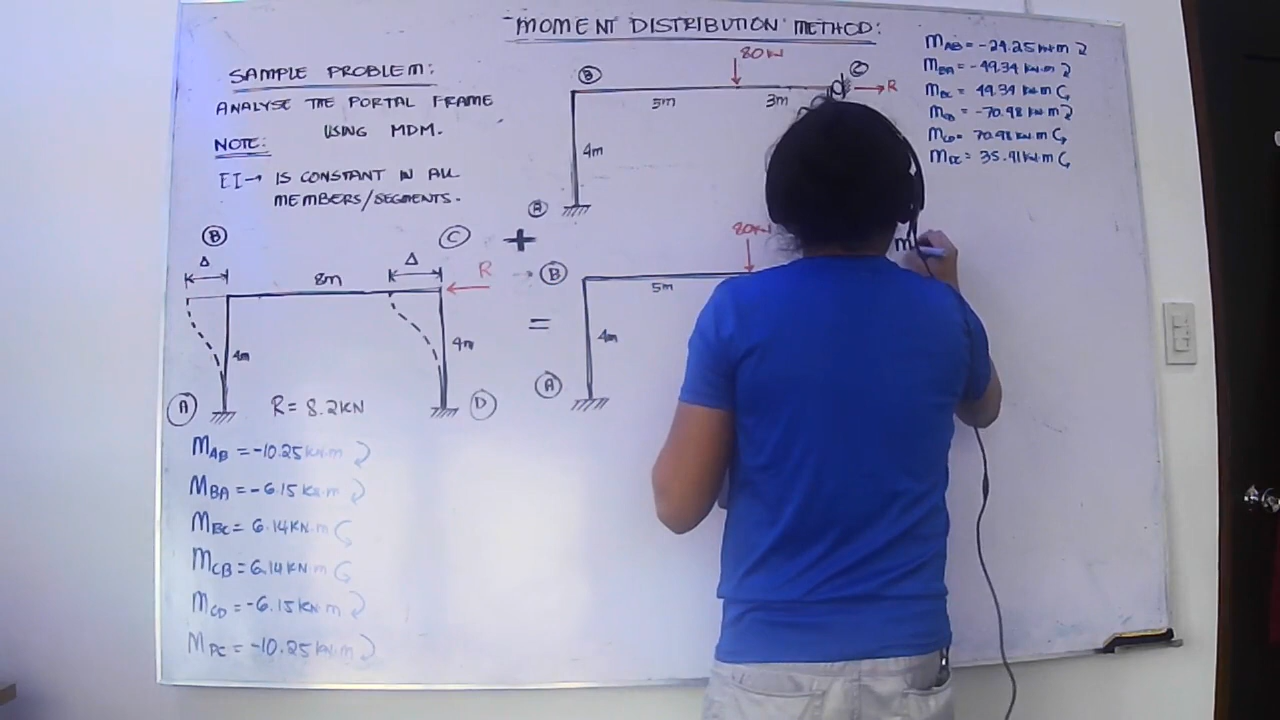 MOMENT DISTRIBUTION METHOD:
SAMPLE PROBLEM:
ANALYSE THE PORTAL FRAME
USING MDM.
NOTE:
EI → IS CONSTANT IN ALL
MEMBERS/SEGMENTS.
B
80KN
C
R
5m
3m
4m
A
MAB = -24.25 KN·m
MBA = -49.34 KN·m
MBC = 49.34 KN·m
-70.98 KN·m
MCD = 70.98 KN·m
MDC = 35.91 KN·m
B
C
+
Δ
Δ
8m
R
4m
4m
A
D
R = 8.2KN
=
B
80KN
5m
4m
A
m
MAB = -10.25 KN·m
MBA = -6.15 KN·m
MBC = 6.14 KN·m
MCB = 6.14 KN·m
MCD = -6.15 KN·m
MDC = -10.25 KN·m